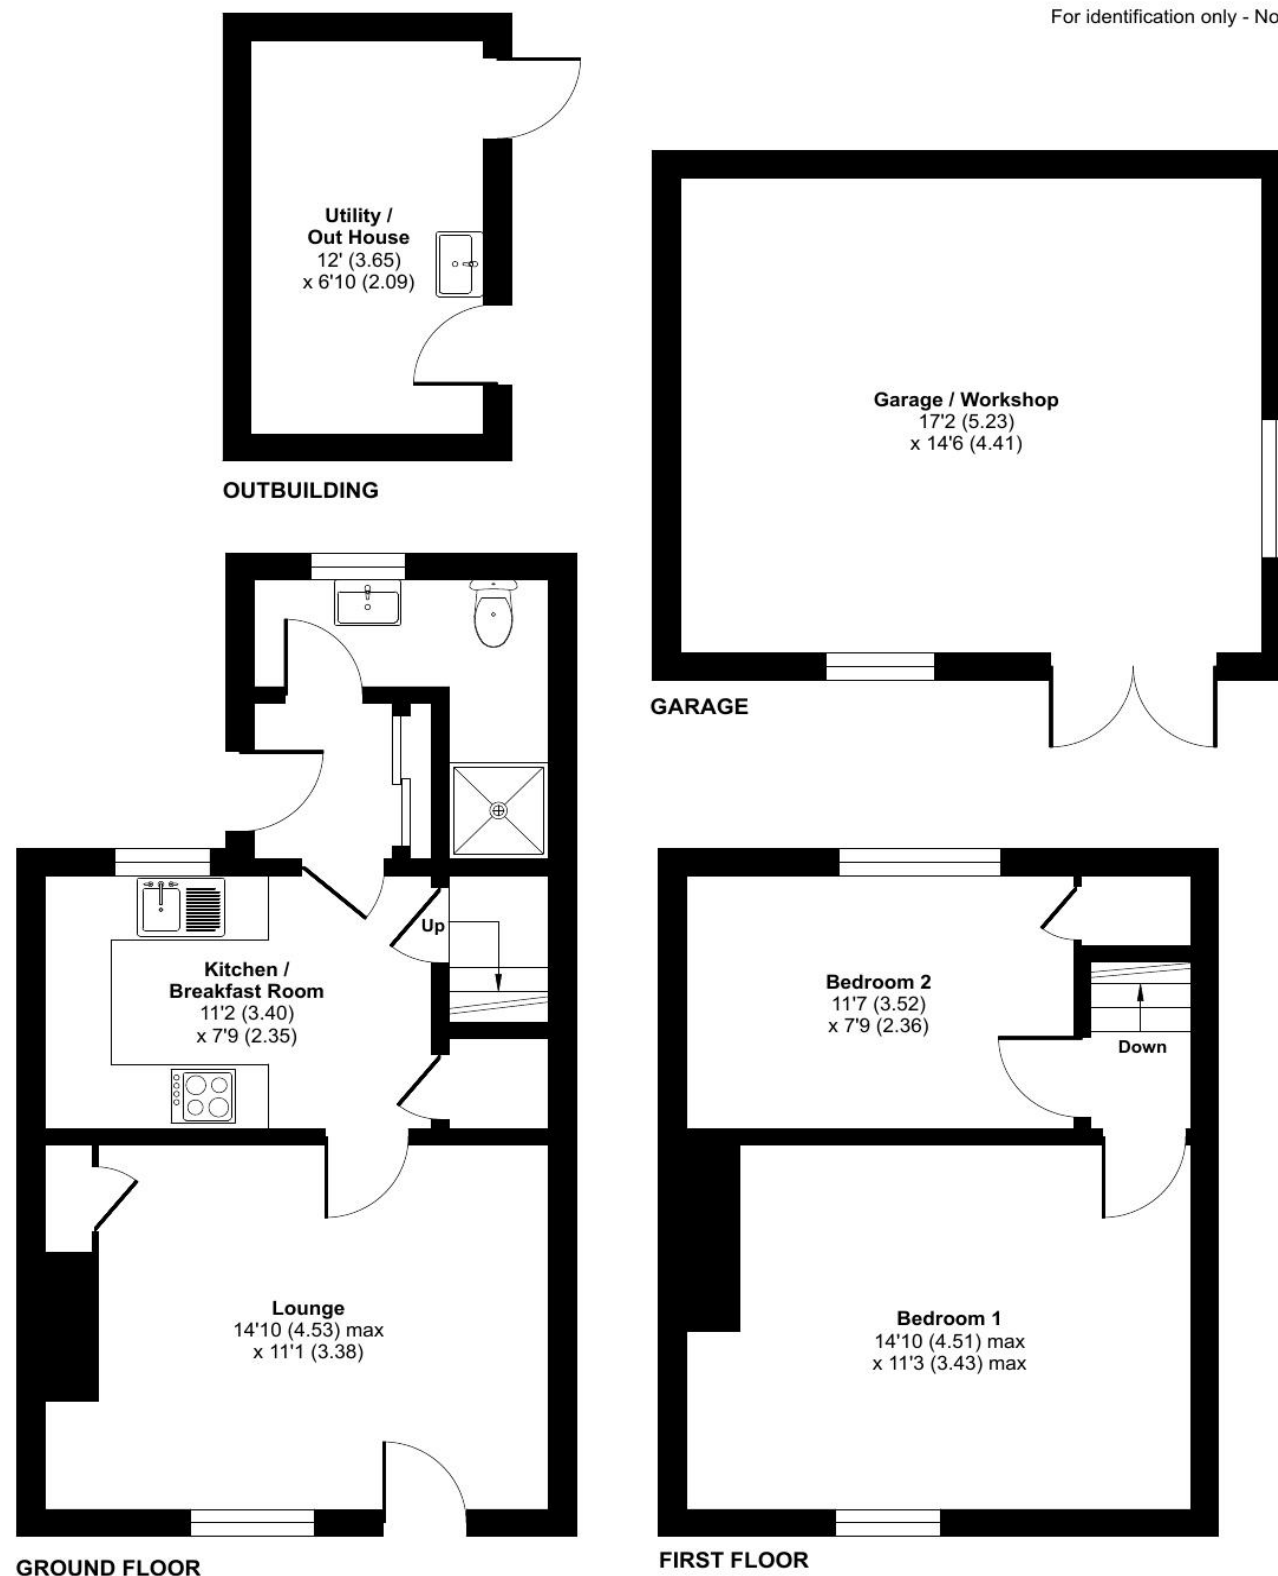 For identification only - No
Utility /
Out House
12' (3.65)
x 6'10 (2.09)
OUTBUILDING
Garage / Workshop
17'2 (5.23)
x 14'6 (4.41)
GARAGE
Up
Kitchen /
Breakfast Room
11'2 (3.40)
x 7'9 (2.35)
Lounge
14'10 (4.53) max
x 11'1 (3.38)
GROUND FLOOR
Bedroom 2
11'7 (3.52)
x 7'9 (2.36)
Down
Bedroom 1
14'10 (4.51) max
x 11'3 (3.43) max
FIRST FLOOR